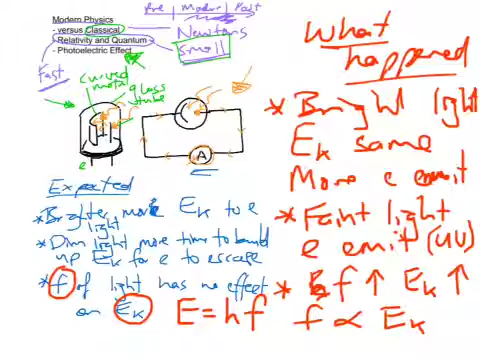 Pre | Modern | Post
Modern Physics
- versus Classical
Newtons
- Relativity and Quantum
small
- Photoelectric Effect
Fast
curved
metal
glass
tube
e
A
Expected
* Brighter more EK to e
light
* Dim light more time to build
up EK for e to escape
* f of light has no effect
on EK
E = hf
What
happened
* Bright light
EK same
More e emit
* Faint light
e emit (UV)
* f ↑ EK ↑
f ∝ EK